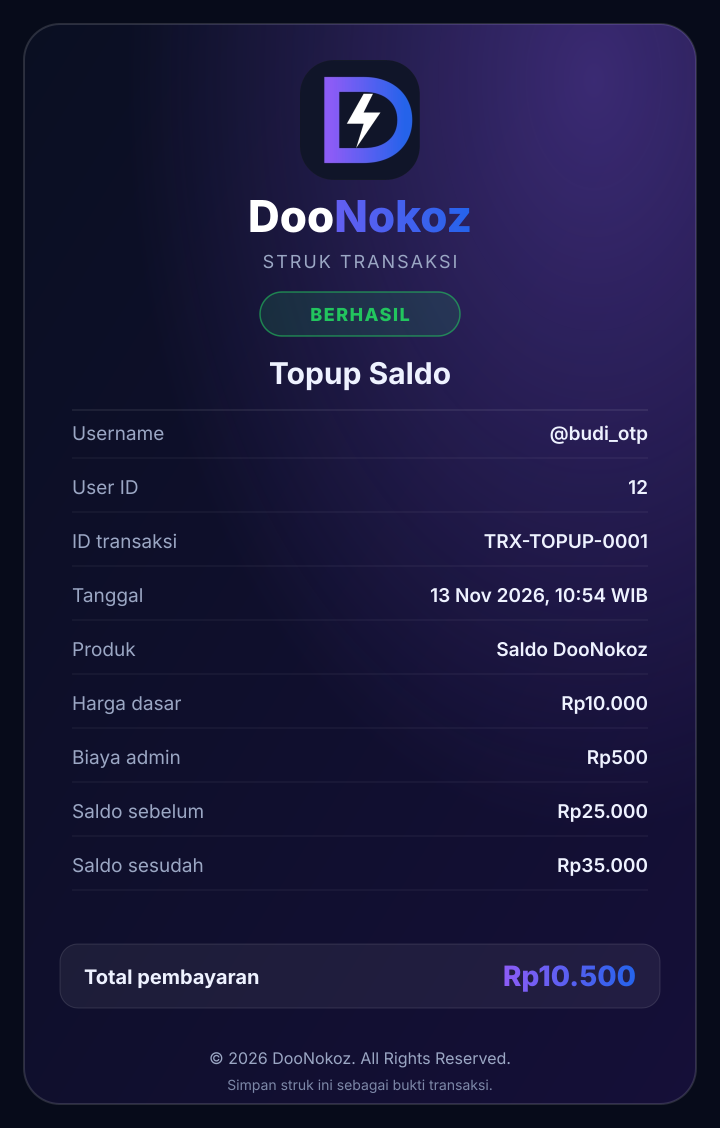 D
DooNokoz
STRUK TRANSAKSI
BERHASIL
Topup Saldo
Username @budi_otp
User ID 12
ID transaksi TRX-TOPUP-0001
Tanggal 13 Nov 2026, 10:54 WIB
Produk Saldo DooNokoz
Harga dasar Rp10.000
Biaya admin Rp500
Saldo sebelum Rp25.000
Saldo sesudah Rp35.000
Total pembayaran Rp10.500
© 2026 DooNokoz. All Rights Reserved.
Simpan struk ini sebagai bukti transaksi.